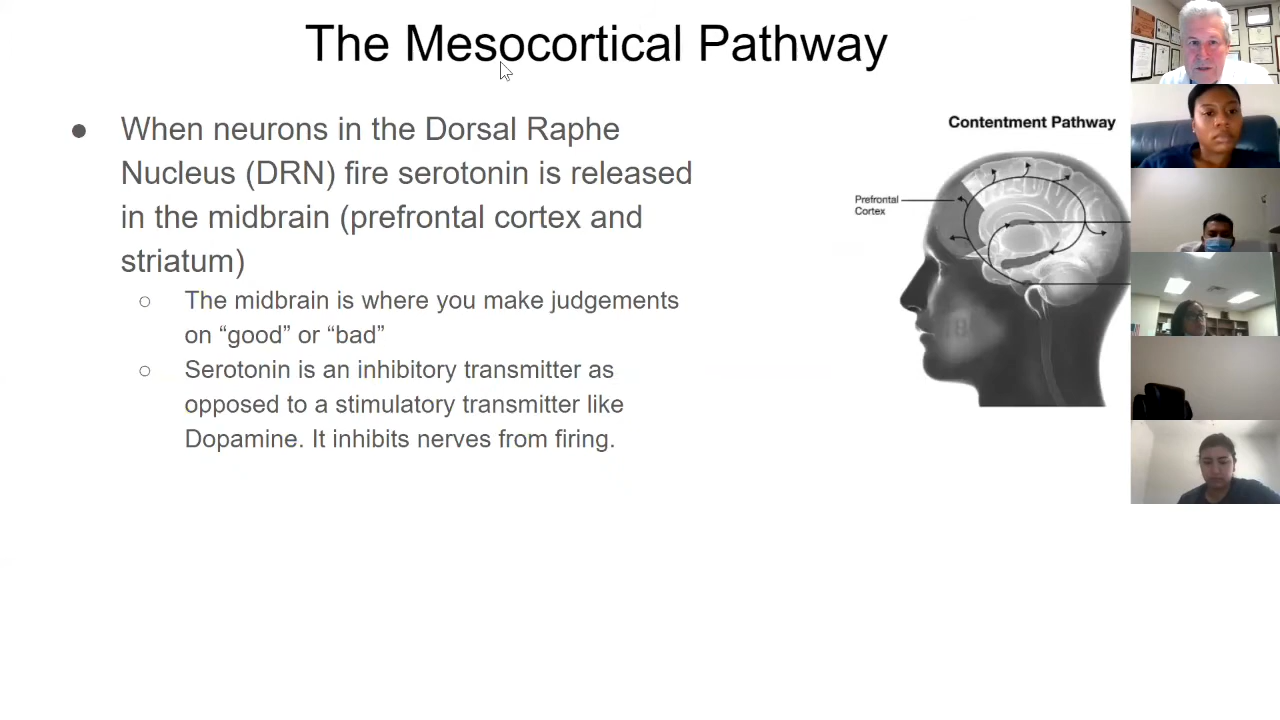 The Mesocortical Pathway
● When neurons in the Dorsal Raphe
Nucleus (DRN) fire serotonin is released
in the midbrain (prefrontal cortex and
striatum)
○ The midbrain is where you make judgements
on “good” or “bad”
○ Serotonin is an inhibitory transmitter as
opposed to a stimulatory transmitter like
Dopamine. It inhibits nerves from firing.
Contentment Pathway
Prefrontal
Cortex